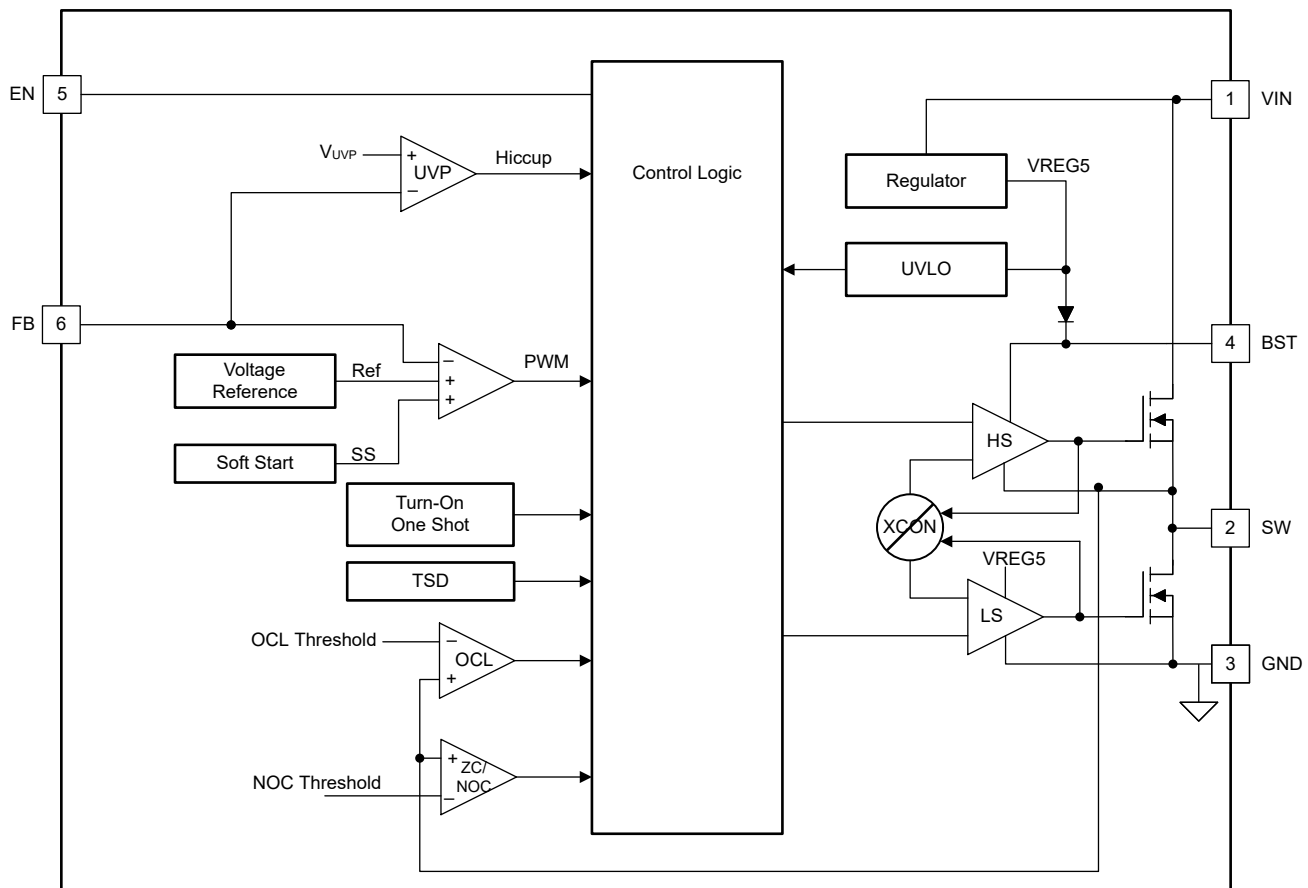 EN
5
1
VIN
VUVP
+
UVP
−
Hiccup
Control Logic
Regulator
VREG5
UVLO
FB
6
4
BST
Voltage
Reference
Ref
−
+
+
PWM
Soft Start
SS
HS
Turn-On
One Shot
XCON
2
SW
TSD
VREG5
LS
OCL Threshold
−
OCL
+
3
GND
NOC Threshold
+
ZC/
NOC
−